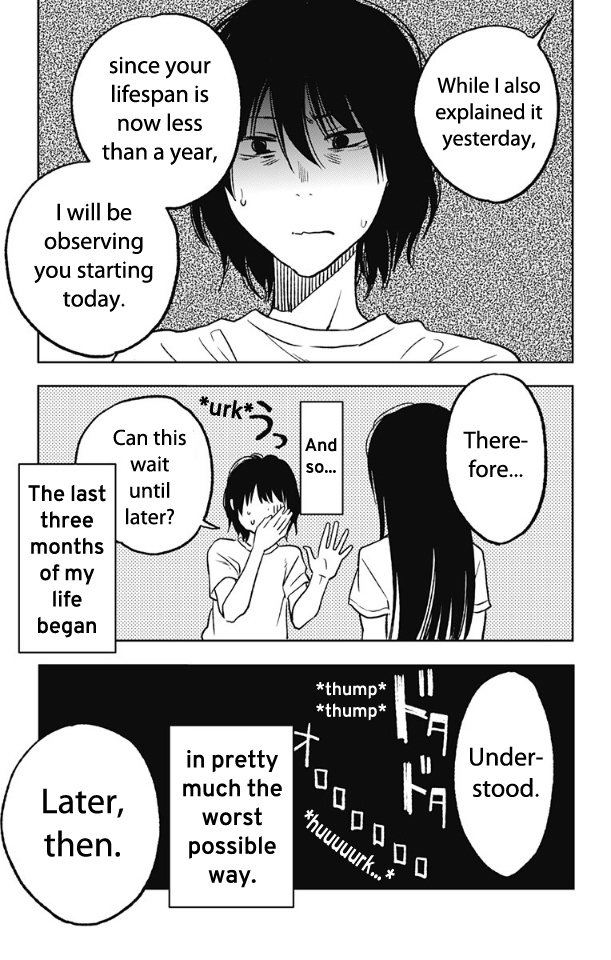 While I also
explained it
yesterday,
since your
lifespan is
now less
than a year,
I will be
observing
you starting
today.
There-
fore...
And
so...
*urk*
うっ
Can this
wait
until
later?
The last
three
months
of my
life
began
Under-
stood.
*thump*
*thump*
ドタ
ドタ
オロロロロロロ
*huuuuurk...*
in pretty
much the
worst
possible
way.
Later,
then.